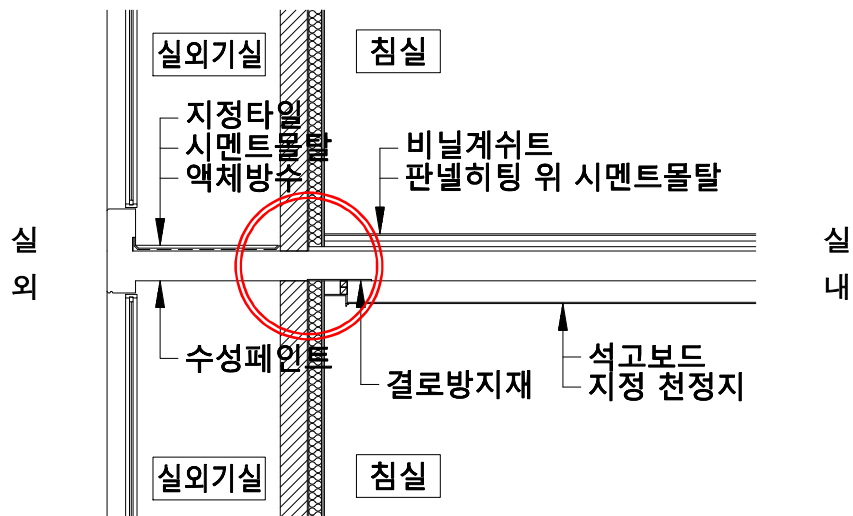 실외기실
침실
지정타일
시멘트몰탈
액체방수
비닐계쉬트
판넬히팅 위 시멘트몰탈
실외
실내
수성페인트
결로방지재
석고보드
지정 천정지
실외기실
침실